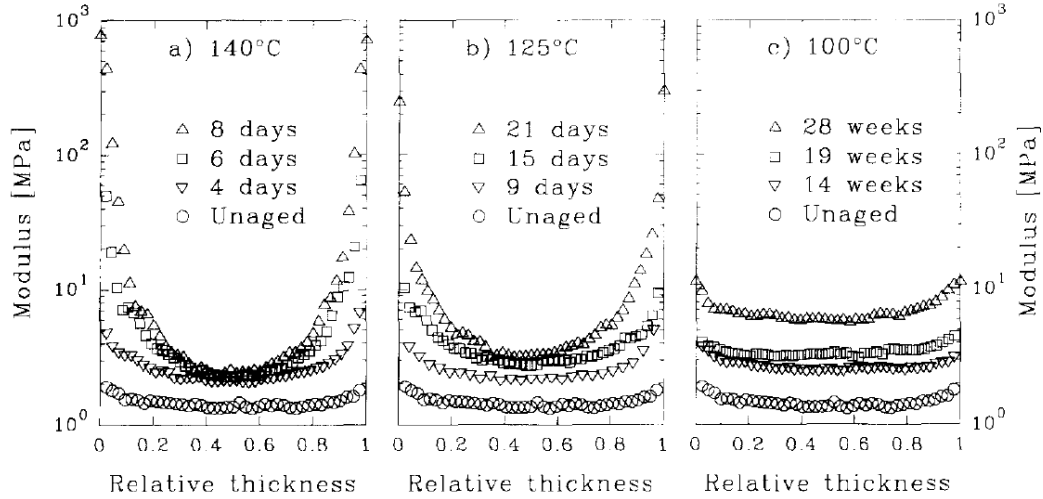 10³ 10³
a) 140°C b) 125°C c) 100°C
8 days 21 days 28 weeks
6 days 15 days 19 weeks
4 days 9 days 14 weeks
Unaged Unaged Unaged
10² 10²
Modulus [MPa] Modulus [MPa]
10¹ 10¹
10⁰ 10⁰
0 0.2 0.4 0.6 0.8 1 0 0.2 0.4 0.6 0.8 1 0 0.2 0.4 0.6 0.8 1
Relative thickness Relative thickness Relative thickness